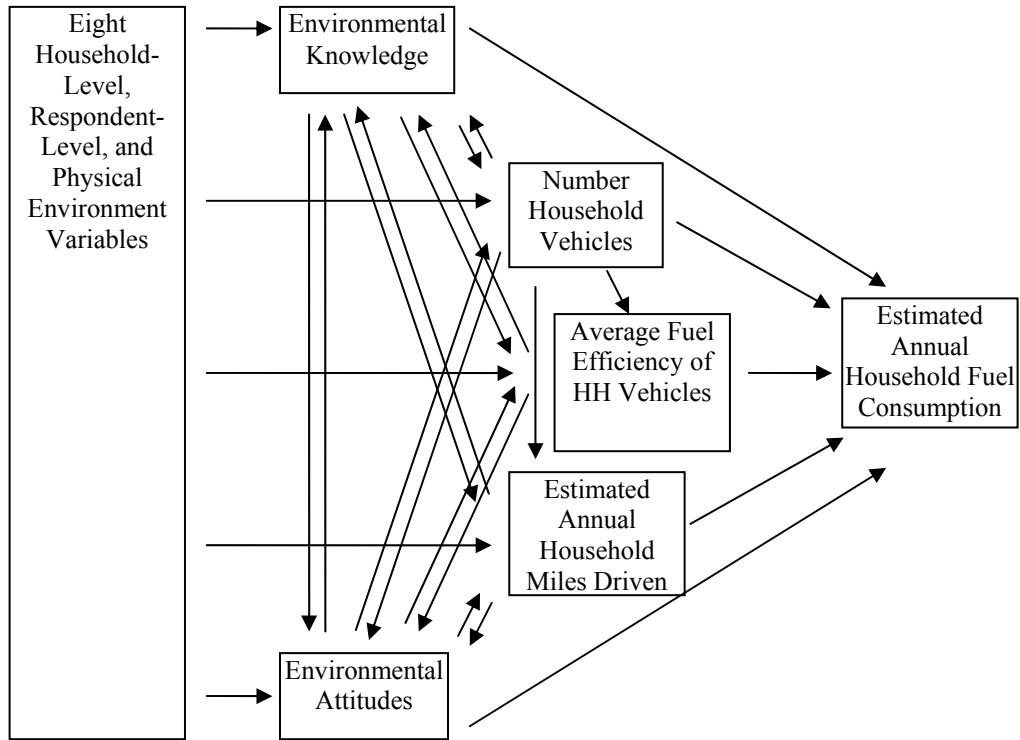 Eight
Household-
Level,
Respondent-
Level, and
Physical
Environment
Variables
Environmental
Knowledge
Number
Household
Vehicles
Average Fuel
Efficiency of
HH Vehicles
Estimated
Annual
Household Fuel
Consumption
Estimated
Annual
Household
Miles Driven
Environmental
Attitudes